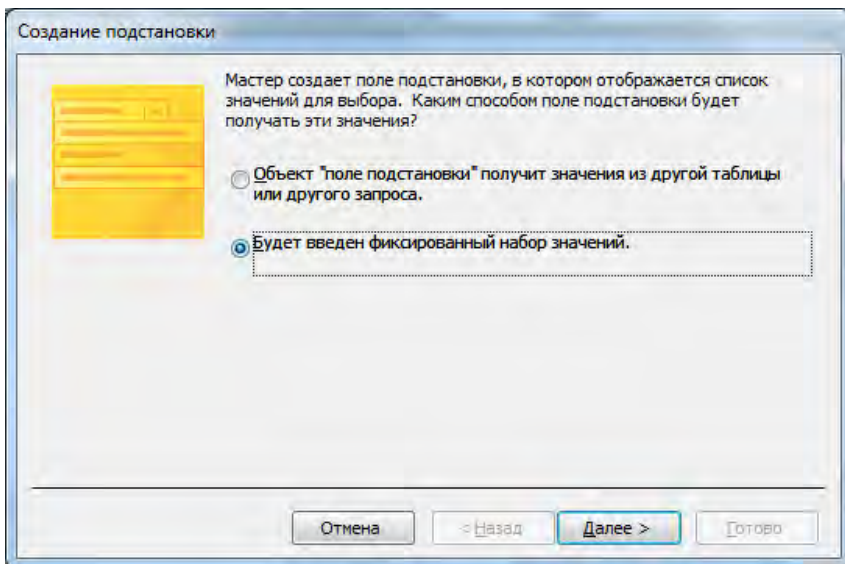 Создание подстановки
Мастер создает поле подстановки, в котором отображается список
значений для выбора. Каким способом поле подстановки будет
получать эти значения?
Объект "поле подстановки" получит значения из другой таблицы
или другого запроса.
Будет введен фиксированный набор значений.
Отмена
< Назад
Далее >
Готово